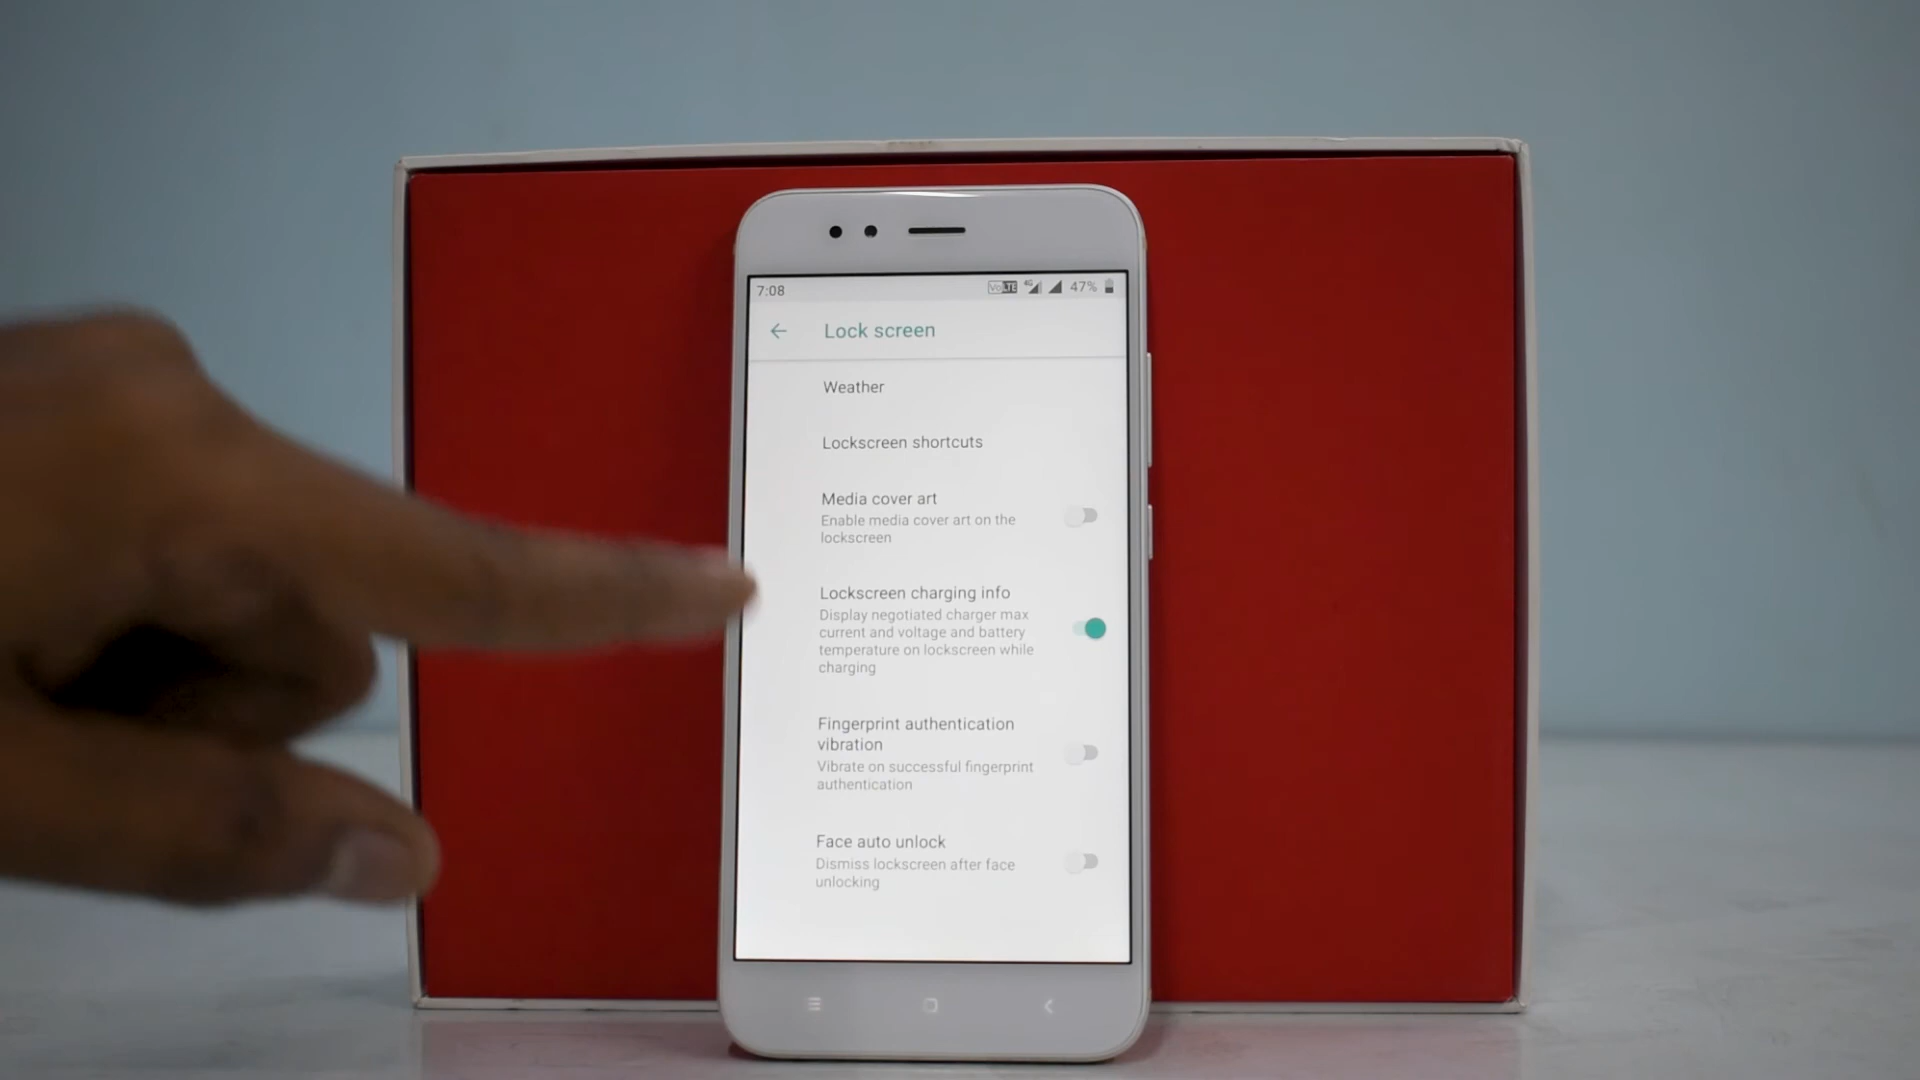 7:08 VoLTE 4G 47%
Lock screen
Weather
Lockscreen shortcuts
Media cover art
Enable media cover art on the
lockscreen
Lockscreen charging info
Display negotiated charger max
current and voltage and battery
temperature on lockscreen while
charging
Fingerprint authentication
vibration
Vibrate on successful fingerprint
authentication
Face auto unlock
Dismiss lockscreen after face
unlocking